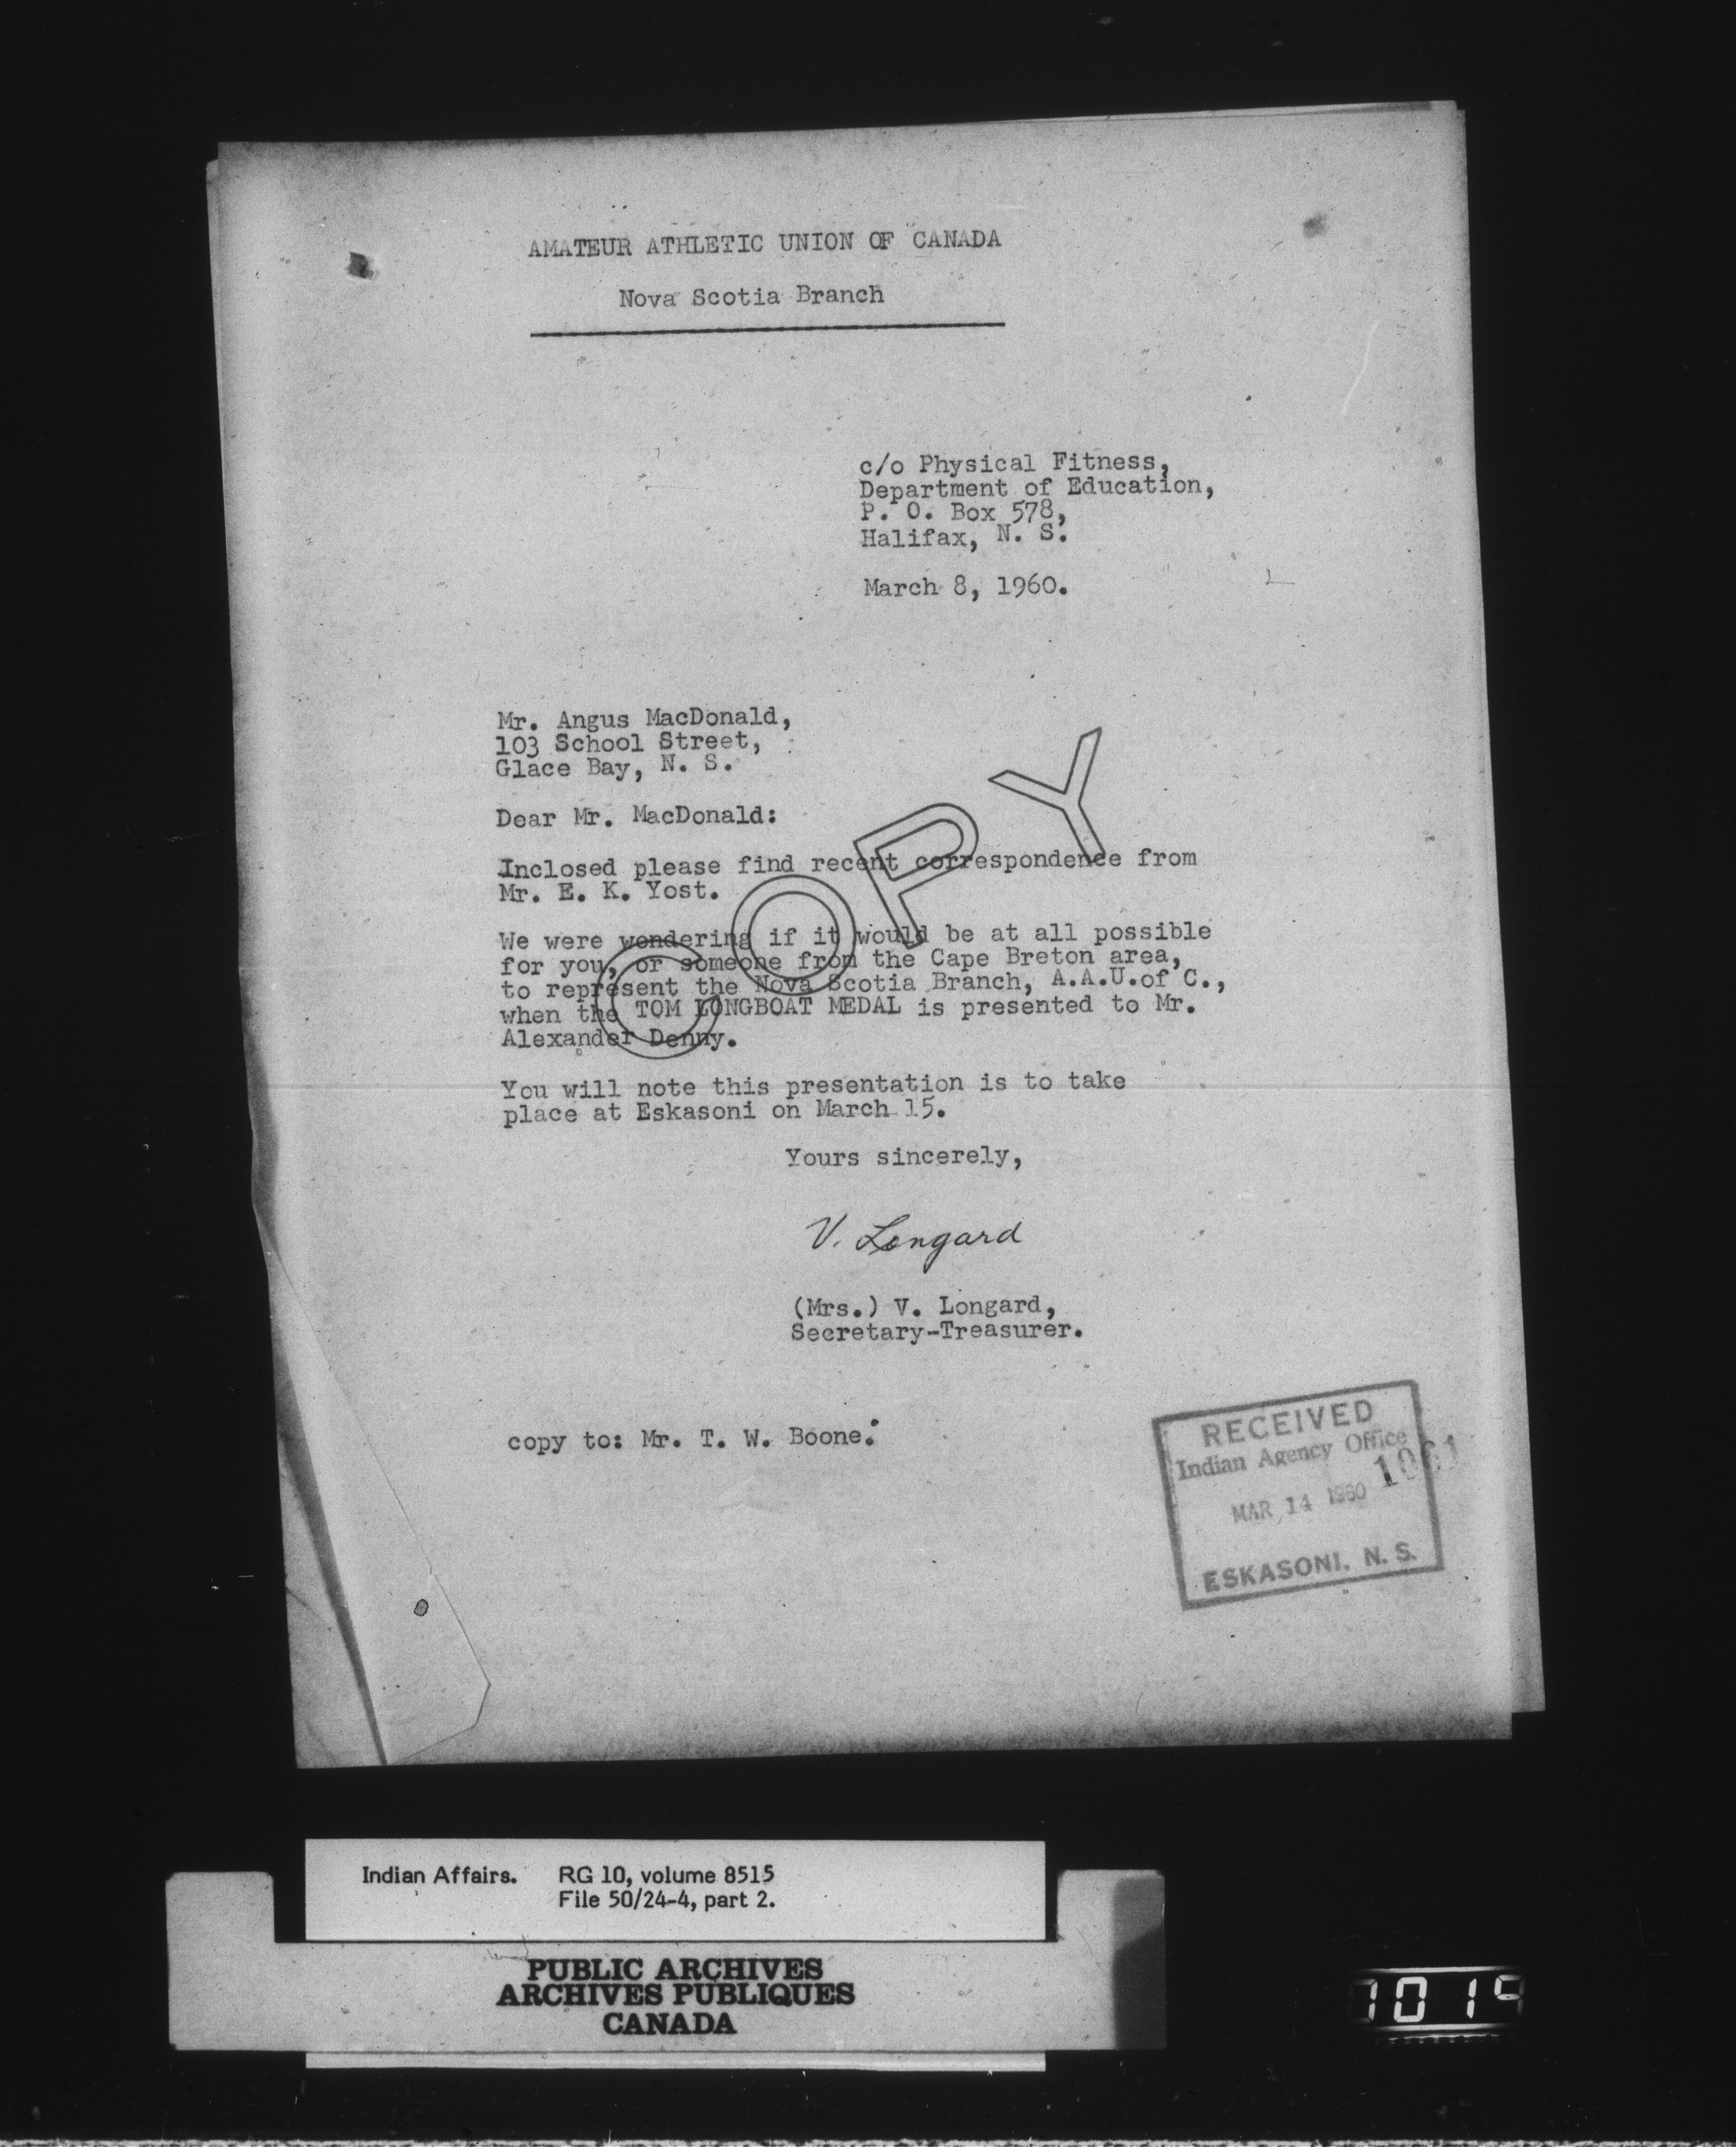 AMATEUR ATHLETIC UNION OF CANADA
Nova Scotia Branch
c/o Physical Fitness,
Department of Education,
P. O. Box 578,
Halifax, N. S.
March 8, 1960.
Mr. Angus MacDonald,
103 School Street,
Glace Bay, N. S.
Dear Mr. MacDonald:
Inclosed please find recent correspondence from
Mr. E. K. Yost.
We were wondering if it would be at all possible
for you, or someone from the Cape Breton area,
to represent the Nova Scotia Branch, A.A.U.of C.,
when the TOM LONGBOAT MEDAL is presented to Mr.
Alexander Denny.
COPY
You will note this presentation is to take
place at Eskasoni on March 15.
Yours sincerely,
V. Longard
(Mrs.) V. Longard,
Secretary-Treasurer.
copy to: Mr. T. W. Boone.
RECEIVED
Indian Agency Office
1061
MAR 14 1960
ESKASONI, N. S.
Indian Affairs. RG 10, volume 8515
File 50/24-4, part 2.
PUBLIC ARCHIVES
ARCHIVES PUBLIQUES
CANADA